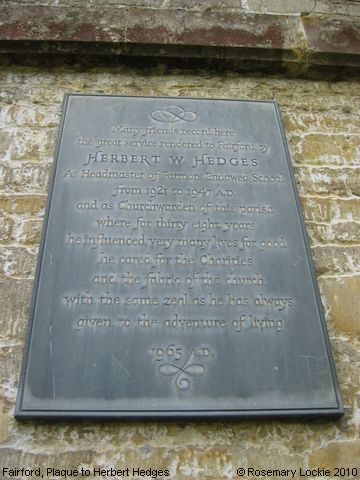 Many friends record here
the great service rendered to Fairford by
HERBERT W. HEDGES
As Headmaster of Farmors Endowed School
from 1921 to 1947 A.D.
and as Churchwarden of this parish
where for thirty eight years
he influenced very many lives for good
he cared for the Charities
and the fabric of the church
with the same zeal as he has always
given to the adventure of living
1965 A.D.
Fairford, Plaque to Herbert Hedges
© Rosemary Lockie 2010